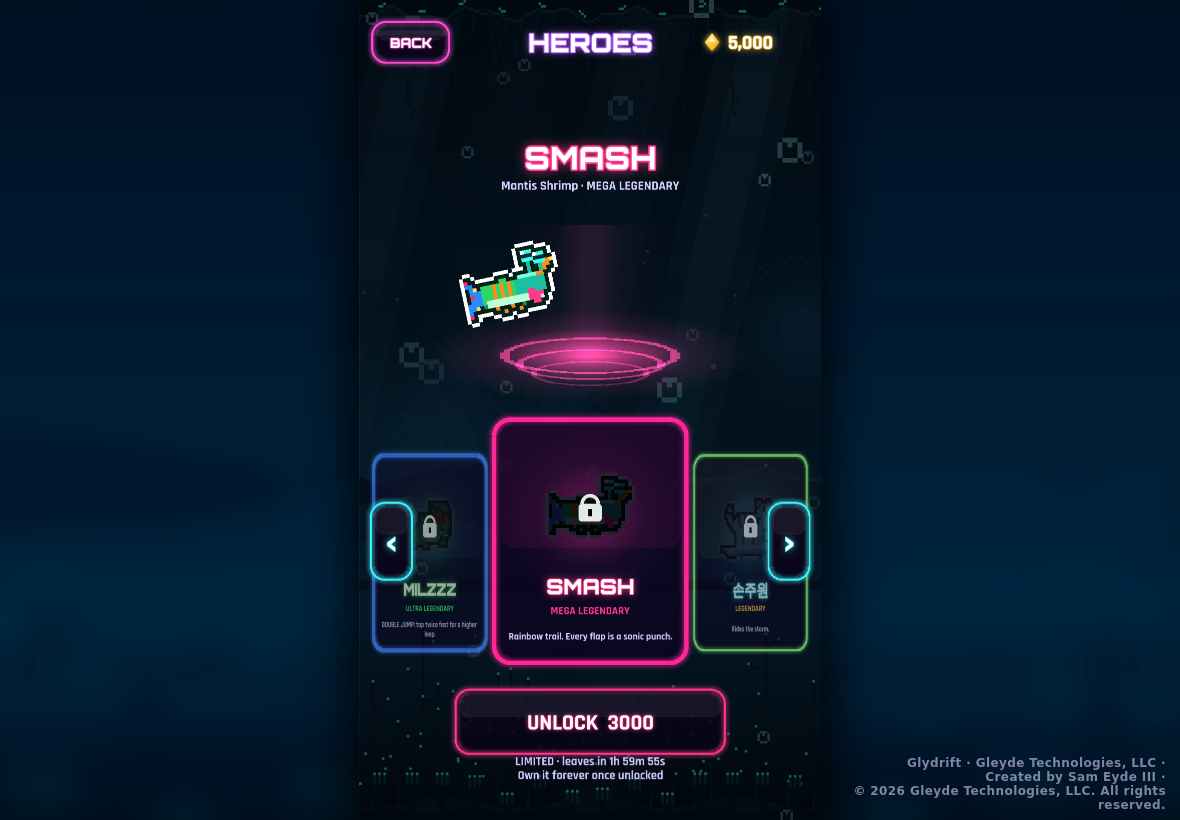 BACK
HEROES
5,000
SMASH
Mantis Shrimp · MEGA LEGENDARY
<
MILZZZ
ULTRA LEGENDARY
DOUBLE JUMP: tap twice fast for a higher
leap.
SMASH
MEGA LEGENDARY
Rainbow trail. Every flap is a sonic punch.
>
손주원
LEGENDARY
Rides the storm.
UNLOCK 3000
LIMITED · leaves in 1h 59m 55s
Own it forever once unlocked
Glydrift · Gleyde Technologies, LLC ·
Created by Sam Eyde III ·
© 2026 Gleyde Technologies, LLC. All rights
reserved.